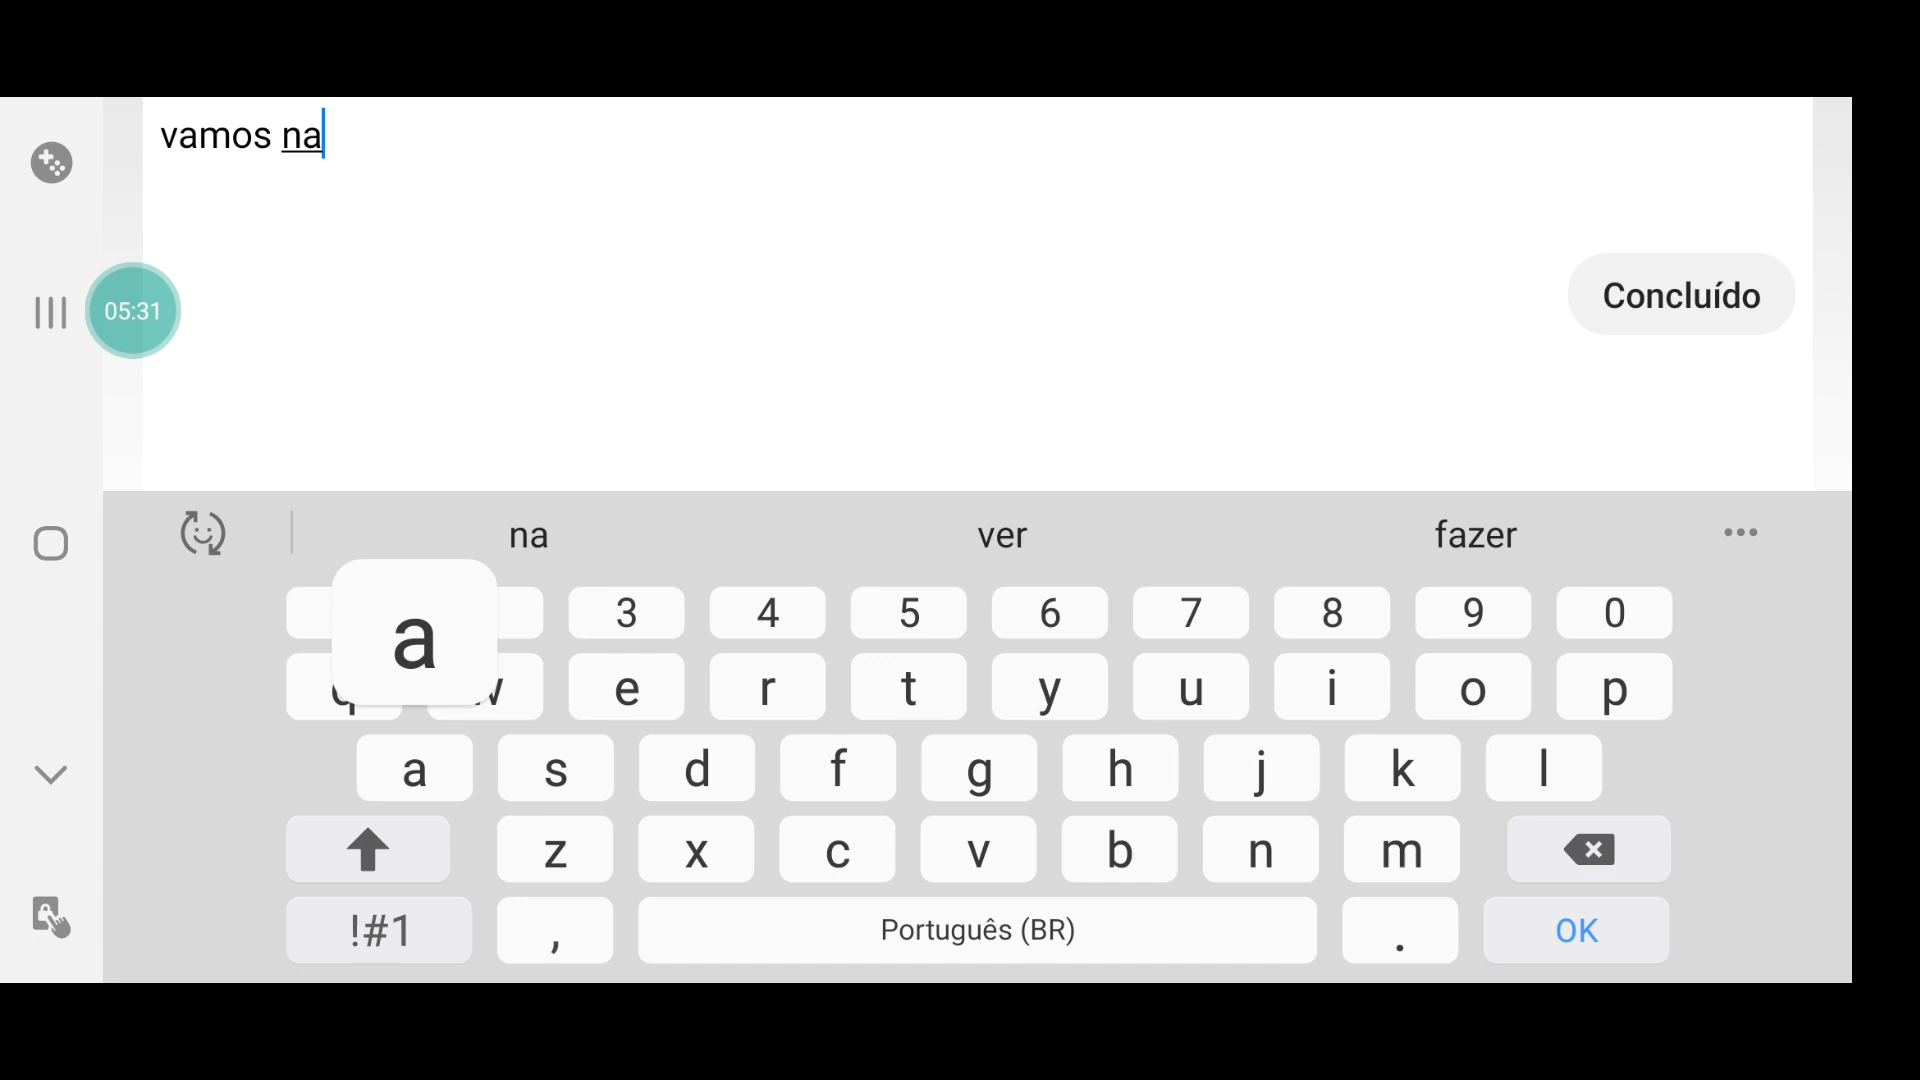 vamos na
05:31
Concluído
na ver fazer
a
3 4 5 6 7 8 9 0
q w e r t y u i o p
a s d f g h j k l
z x c v b n m
!#1 , Português (BR) . OK